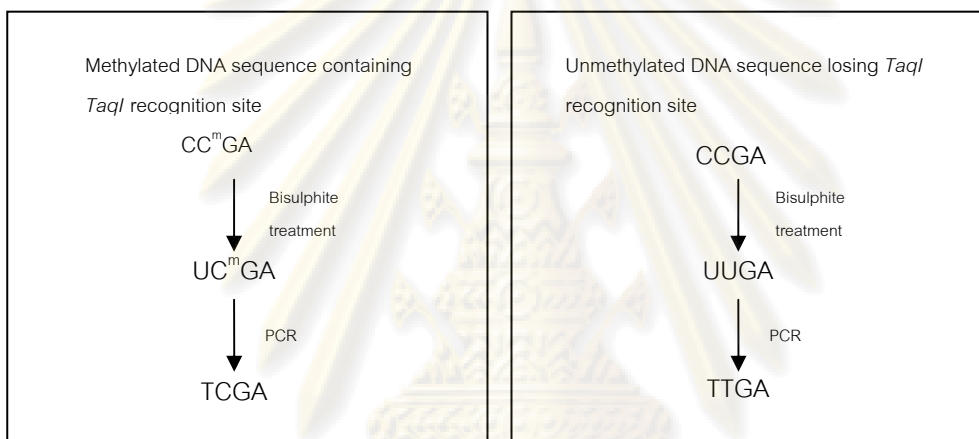 Methylated DNA sequence containing
TaqI recognition site
CCᵐGA
Bisulphite
treatment
UCᵐGA
PCR
TCGA
Unmethylated DNA sequence losing TaqI
recognition site
CCGA
Bisulphite
treatment
UUGA
PCR
TTGA